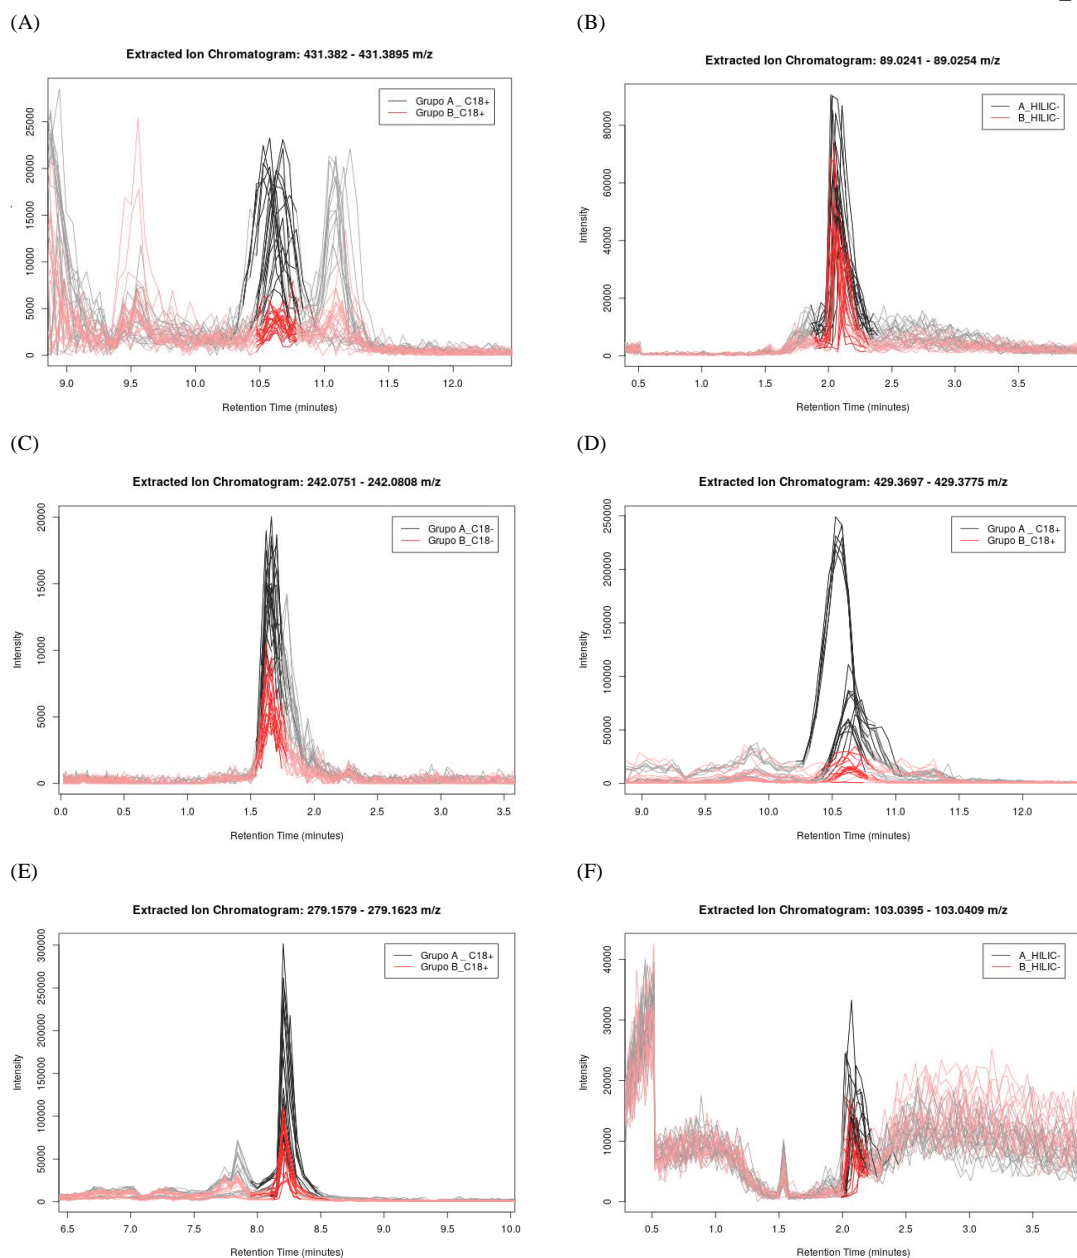 (A)
Extracted Ion Chromatogram: 431.382 - 431.3895 m/z
Grupo A _ C18+
Grupo B_C18+
0 5000 10000 15000 20000 25000
9.0 9.5 10.0 10.5 11.0 11.5 12.0
Retention Time (minutes)
(B)
Extracted Ion Chromatogram: 89.0241 - 89.0254 m/z
A_HILIC-
B_HILIC-
Intensity
0 20000 40000 60000 80000
0.5 1.0 1.5 2.0 2.5 3.0 3.5
Retention Time (minutes)
(C)
Extracted Ion Chromatogram: 242.0751 - 242.0808 m/z
Grupo A_C18-
Grupo B_C18-
Intensity
0 5000 10000 15000 20000
0.0 0.5 1.0 1.5 2.0 2.5 3.0 3.5
Retention Time (minutes)
(D)
Extracted Ion Chromatogram: 429.3697 - 429.3775 m/z
Grupo A _ C18+
Grupo B_C18+
Intensity
0 50000 100000 150000 200000 250000
9.0 9.5 10.0 10.5 11.0 11.5 12.0
Retention Time (minutes)
(E)
Extracted Ion Chromatogram: 279.1579 - 279.1623 m/z
Grupo A _ C18+
Grupo B_C18+
Intensity
0 50000 100000 150000 200000 250000 300000
6.5 7.0 7.5 8.0 8.5 9.0 9.5 10.0
Retention Time (minutes)
(F)
Extracted Ion Chromatogram: 103.0395 - 103.0409 m/z
A_HILIC-
B_HILIC-
Intensity
0 10000 20000 30000 40000
0.5 1.0 1.5 2.0 2.5 3.0 3.5
Retention Time (minutes)